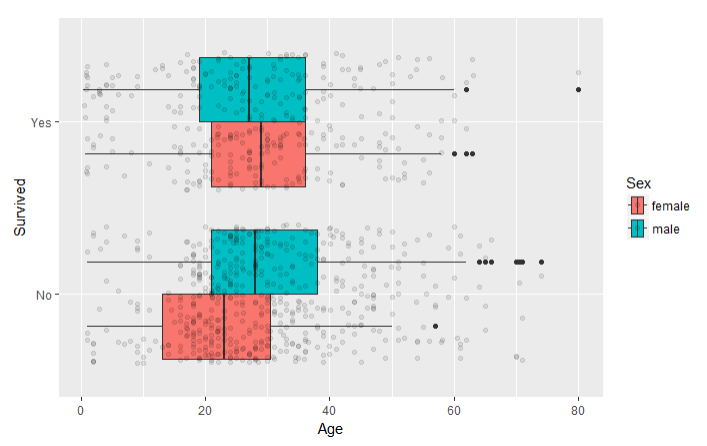 Survived
Yes
No
0 20 40 60 80
Age
Sex
female
male